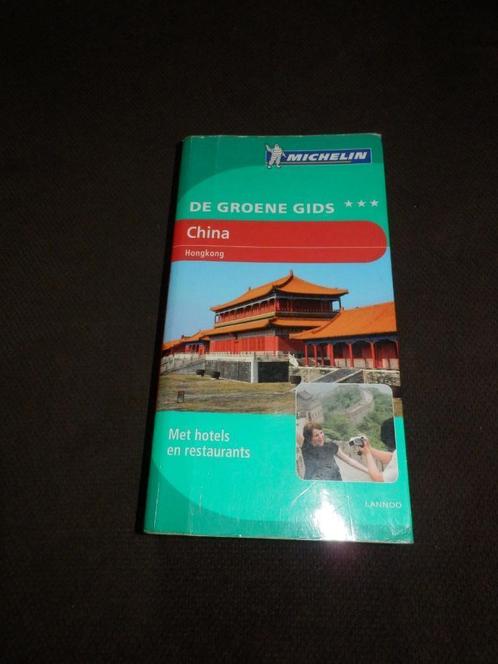 MICHELIN
DE GROENE GIDS ***
China
Hongkong
Met hotels
en restaurants
LANNOO